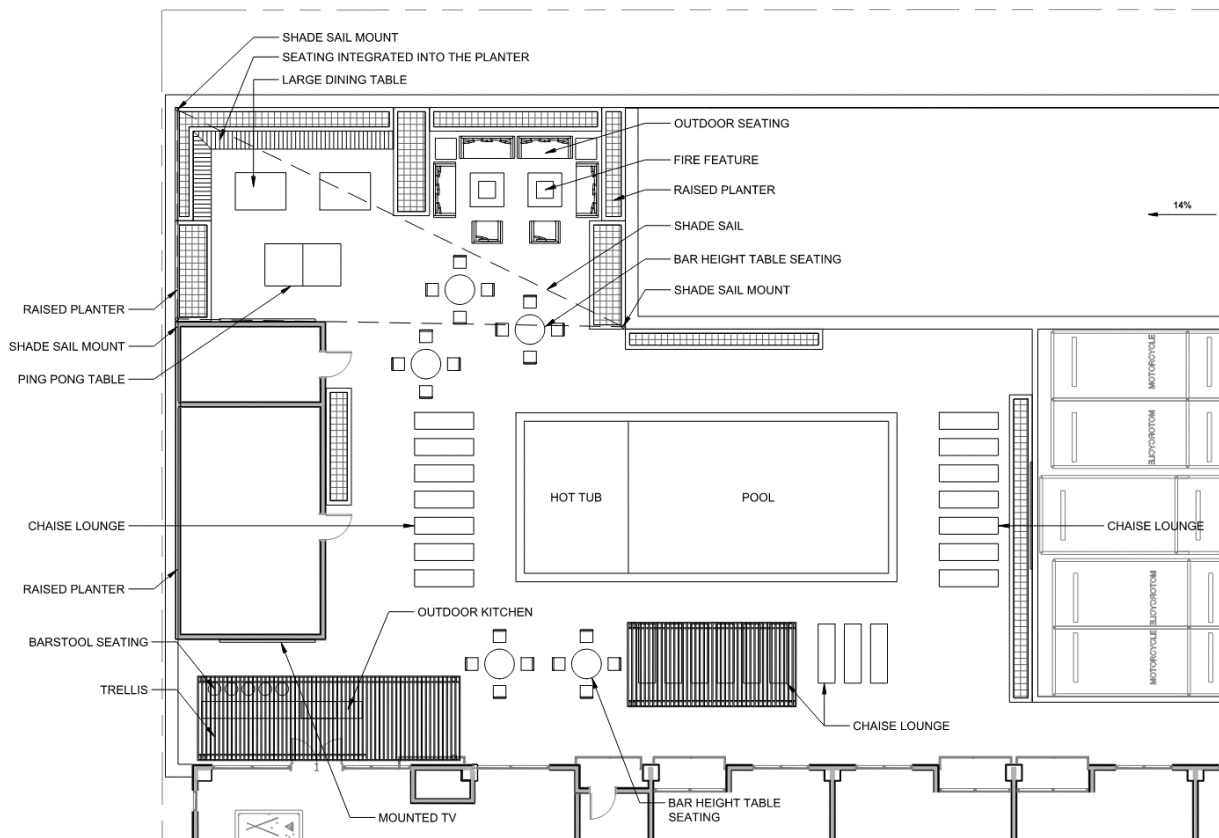 SHADE SAIL MOUNT
SEATING INTEGRATED INTO THE PLANTER
LARGE DINING TABLE
OUTDOOR SEATING
FIRE FEATURE
RAISED PLANTER
14%
SHADE SAIL
BAR HEIGHT TABLE SEATING
SHADE SAIL MOUNT
RAISED PLANTER
SHADE SAIL MOUNT
PING PONG TABLE
MOTORCYCLE
MOTORCYCLE
HOT TUB
POOL
CHAISE LOUNGE
CHAISE LOUNGE
RAISED PLANTER
MOTORCYCLE
OUTDOOR KITCHEN
BARSTOOL SEATING
MOTORCYCLE
TRELLIS
CHAISE LOUNGE
MOUNTED TV
BAR HEIGHT TABLE
SEATING